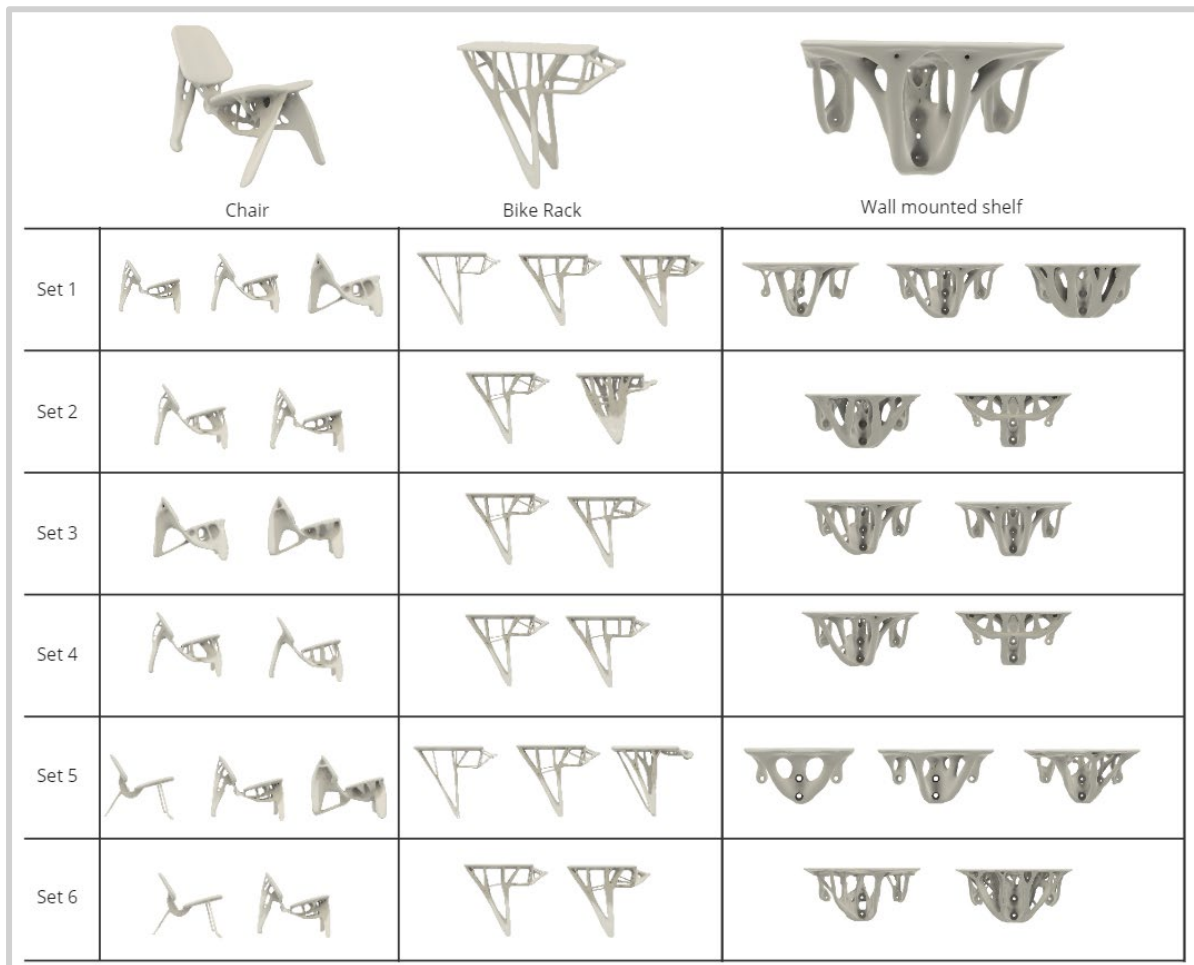 Chair
Bike Rack
Wall mounted shelf
Set 1
Set 2
Set 3
Set 4
Set 5
Set 6